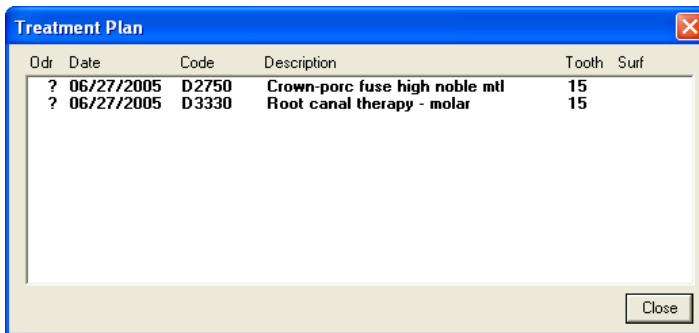 Treatment Plan
Odr Date Code Description Tooth Surf
? 06/27/2005 D2750 Crown-porc fuse high noble mtl 15
? 06/27/2005 D3330 Root canal therapy - molar 15
Close